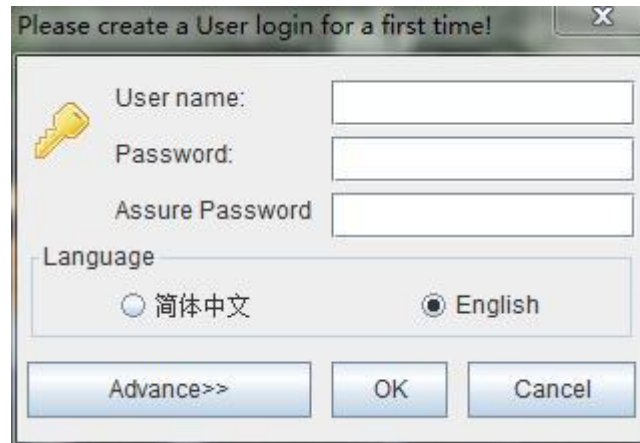 Please create a User login for a first time!
User name:
Password:
Assure Password
Language
简体中文
English
Advance>>
OK
Cancel